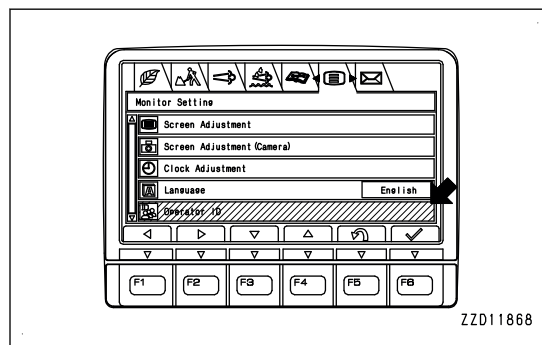 Monitor Setting
Screen Adjustment
Screen Adjustment (Camera)
Clock Adjustment
Language English
Operator ID
F1 F2 F3 F4 F5 F6
ZZD11868